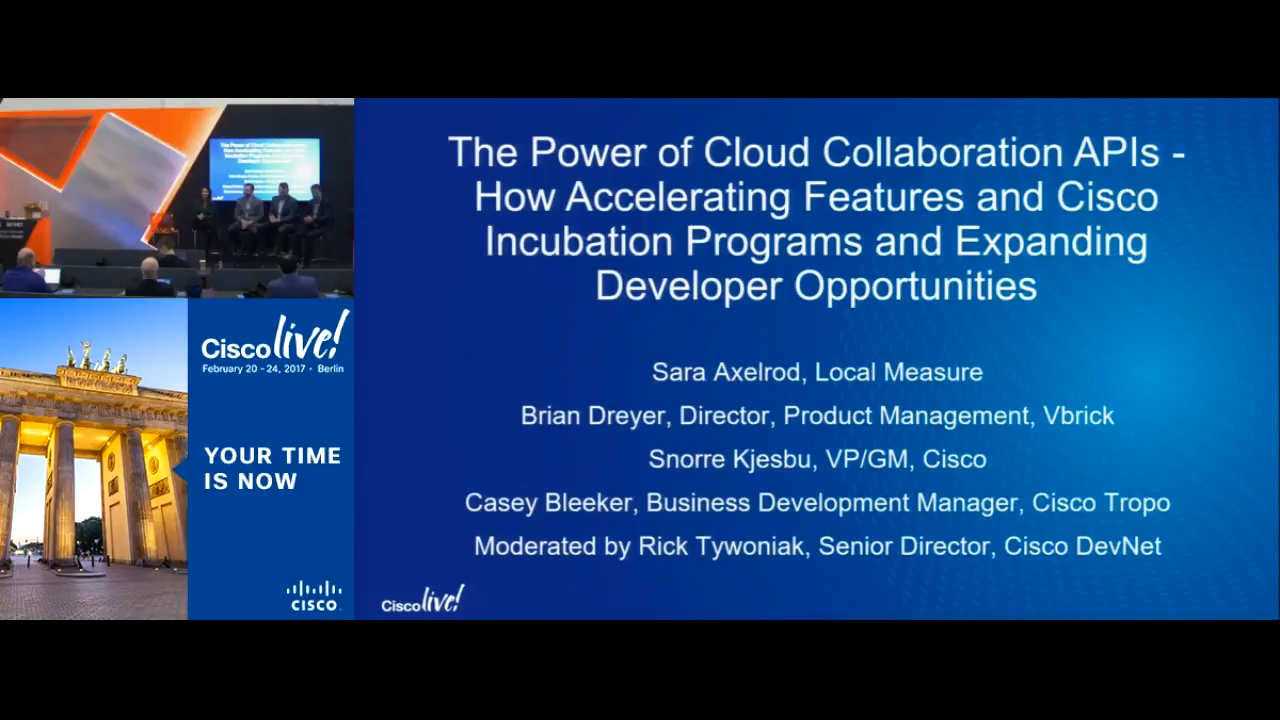 The Power of Cloud Collaboration APIs -
How Accelerating Features and Cisco
Incubation Programs and Expanding
Developer Opportunities
Sara Axelrod, Local Measure
Brian Dreyer, Director, Product Management, Vbrick
Snorre Kjesbu, VP/GM, Cisco
Casey Bleeker, Business Development Manager, Cisco Tropo
Moderated by Rick Tywoniak, Senior Director, Cisco DevNet
Cisco live!
Cisco live!
February 20 - 24, 2017 · Berlin
YOUR TIME
IS NOW
CISCO